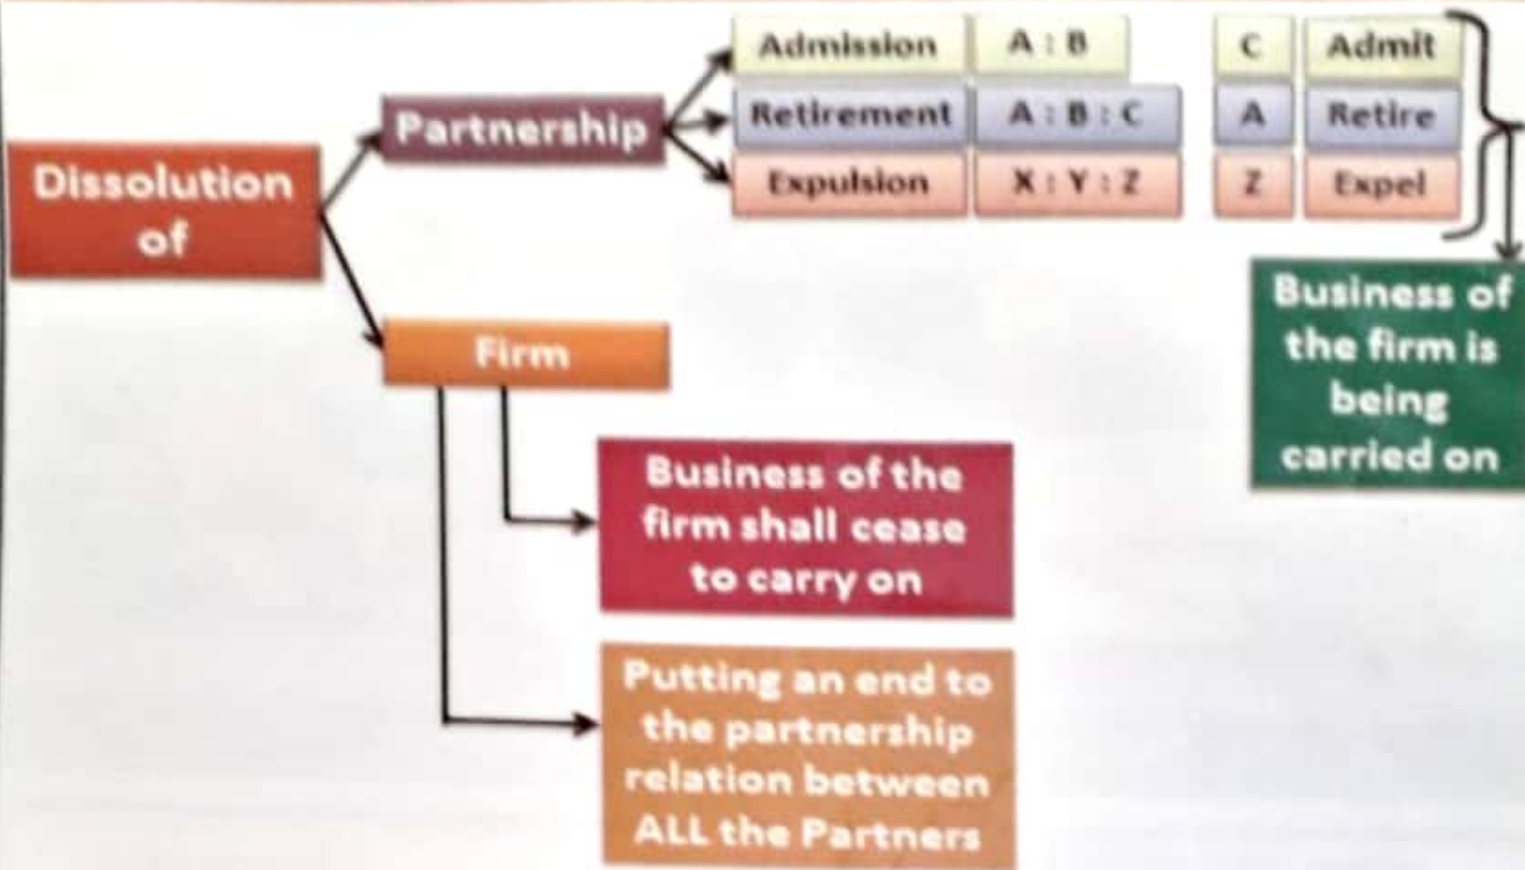 Dissolution
of
Partnership
Admission A : B C Admit
Retirement A : B : C A Retire
Expulsion X : Y : Z Z Expel
Business of
the firm is
being
carried on
Firm
Business of the
firm shall cease
to carry on
Putting an end to
the partnership
relation between
ALL the Partners